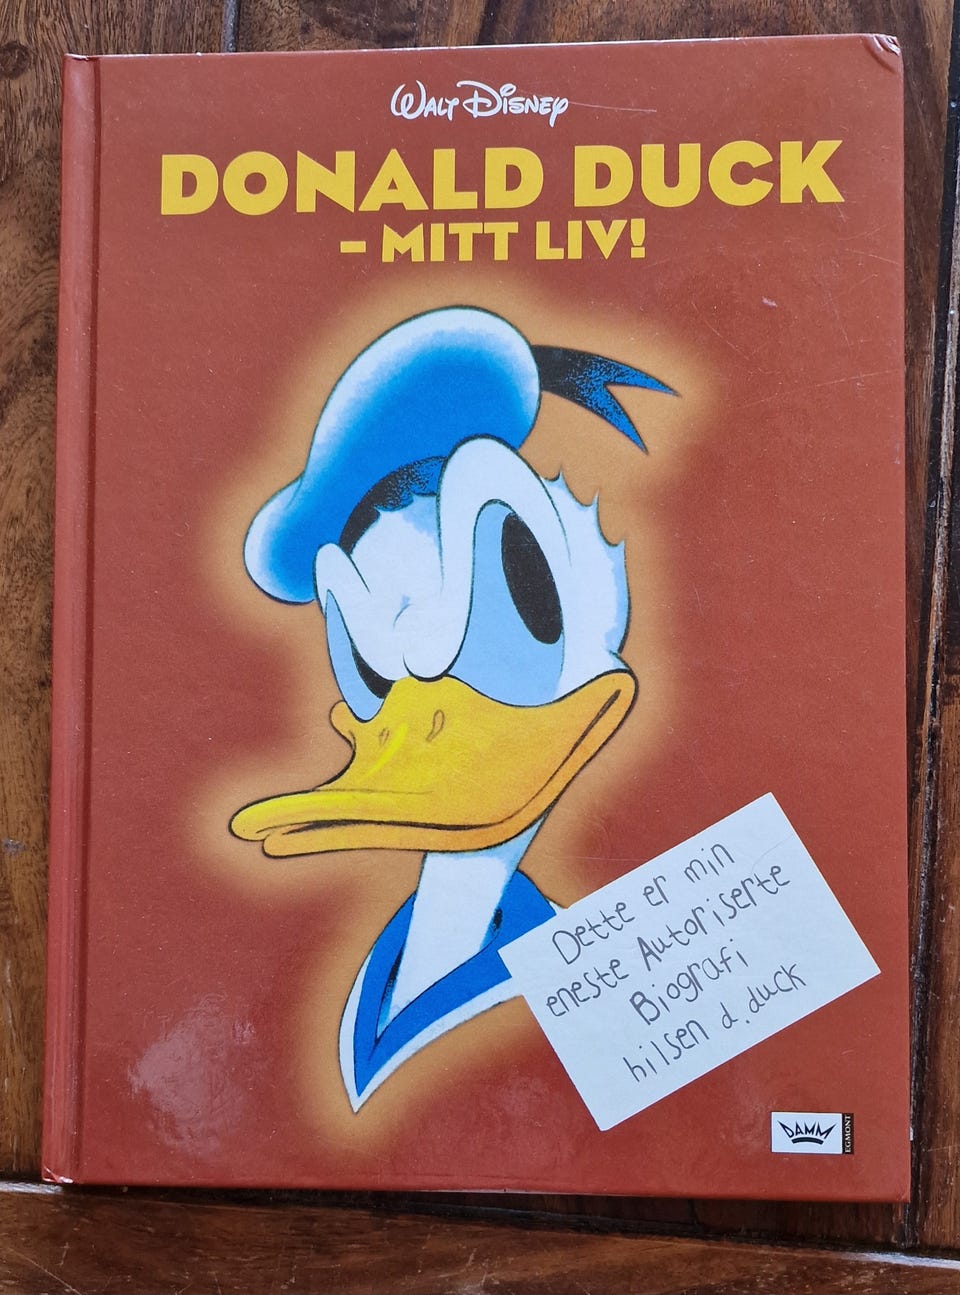 WALT DISNEY
DONALD DUCK
- MITT LIV!
Dette er min
eneste Autoriserte
Biografi
hilsen d.duck
DAMM
EGMONT